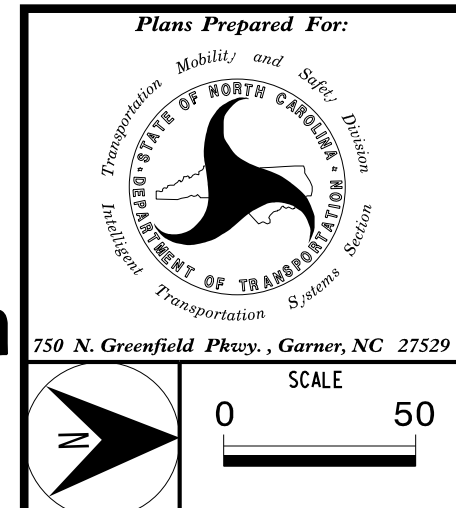 Plans Prepared For:
Transportation Mobility and Safety Division
STATE OF NORTH CAROLINA
DEPARTMENT OF TRANSPORTATION
Intelligent Transportation Systems Section
750 N. Greenfield Pkwy. , Garner, NC 27529
N
SCALE
0 50